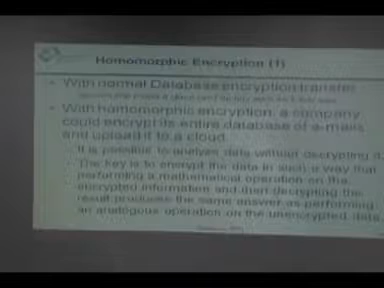 Homomorphic Encryption (1)
- With normal Database encryption transfer
- With homomorphic encryption, a company
could encrypt its entire database of e-mails
and upload it to a cloud.
- It is possible to analyze data without decrypting it.
- The key is to encrypt the data in such a way that
performing a mathematical operation on the
encrypted information and then decrypting the
result produces the same answer as performing
an analogous operation on the unencrypted data.